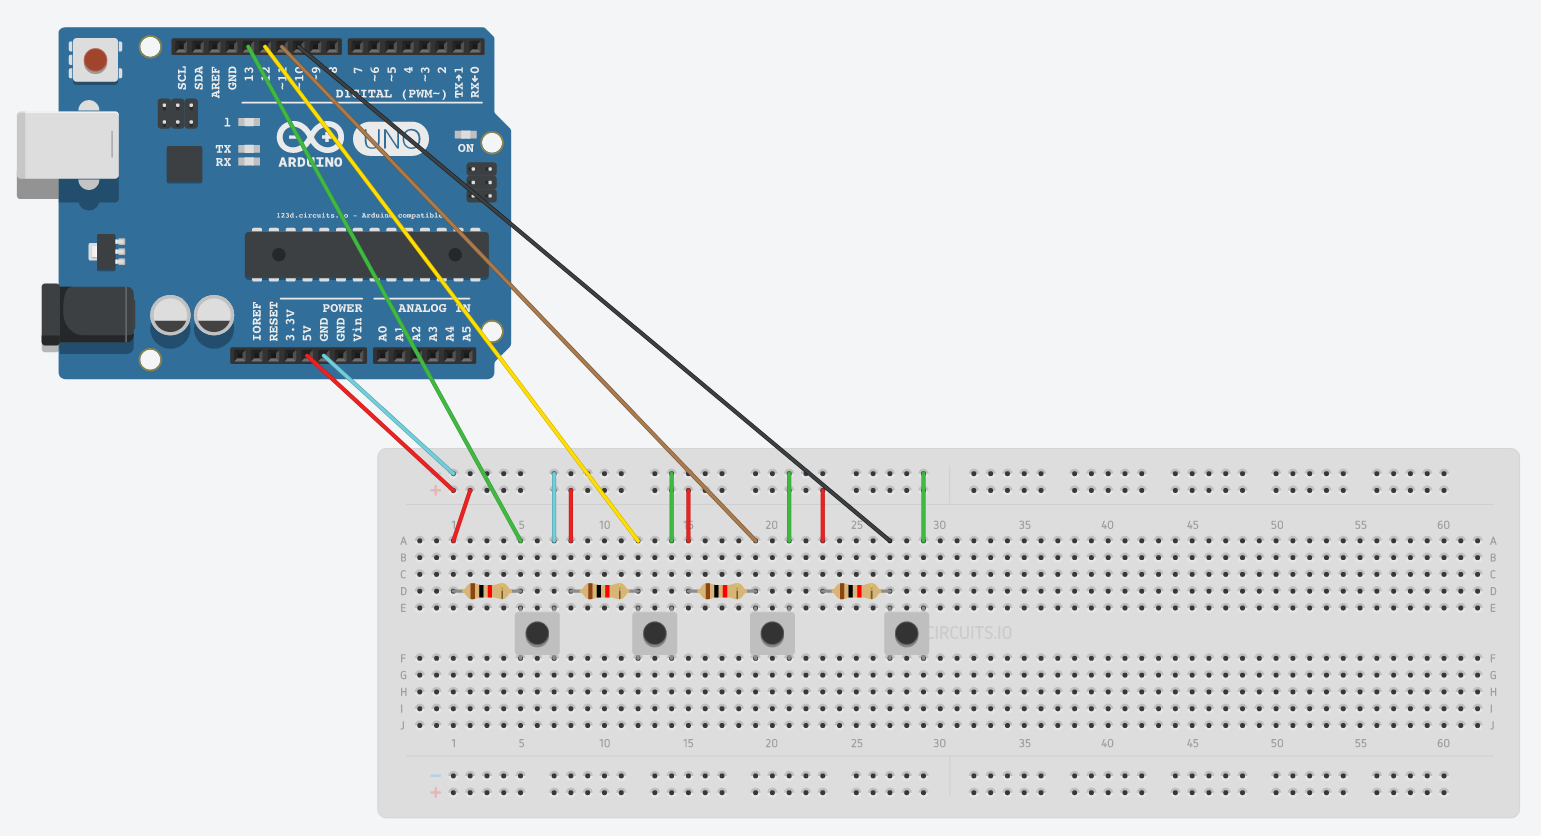 SCL SDA AREF GND 13 12 ~11 ~10 ~9 8 7 ~6 ~5 4 ~3 2 TX→1 RX←0
DIGITAL (PWM~)
1
TX
RX
ARDUINO
UNO
ON
123d.circuits.io - Arduino compatible
POWER ANALOG IN
IOREF RESET 3.3V 5V GND GND Vin A0 A1 A2 A3 A4 A5
+
1 5 10 15 20 25 30 35 40 45 50 55 60
A A
B B
C C
D D
E E
CIRCUITS.IO
F F
G G
H H
I I
J J
1 5 10 15 20 25 30 35 40 45 50 55 60
−
+